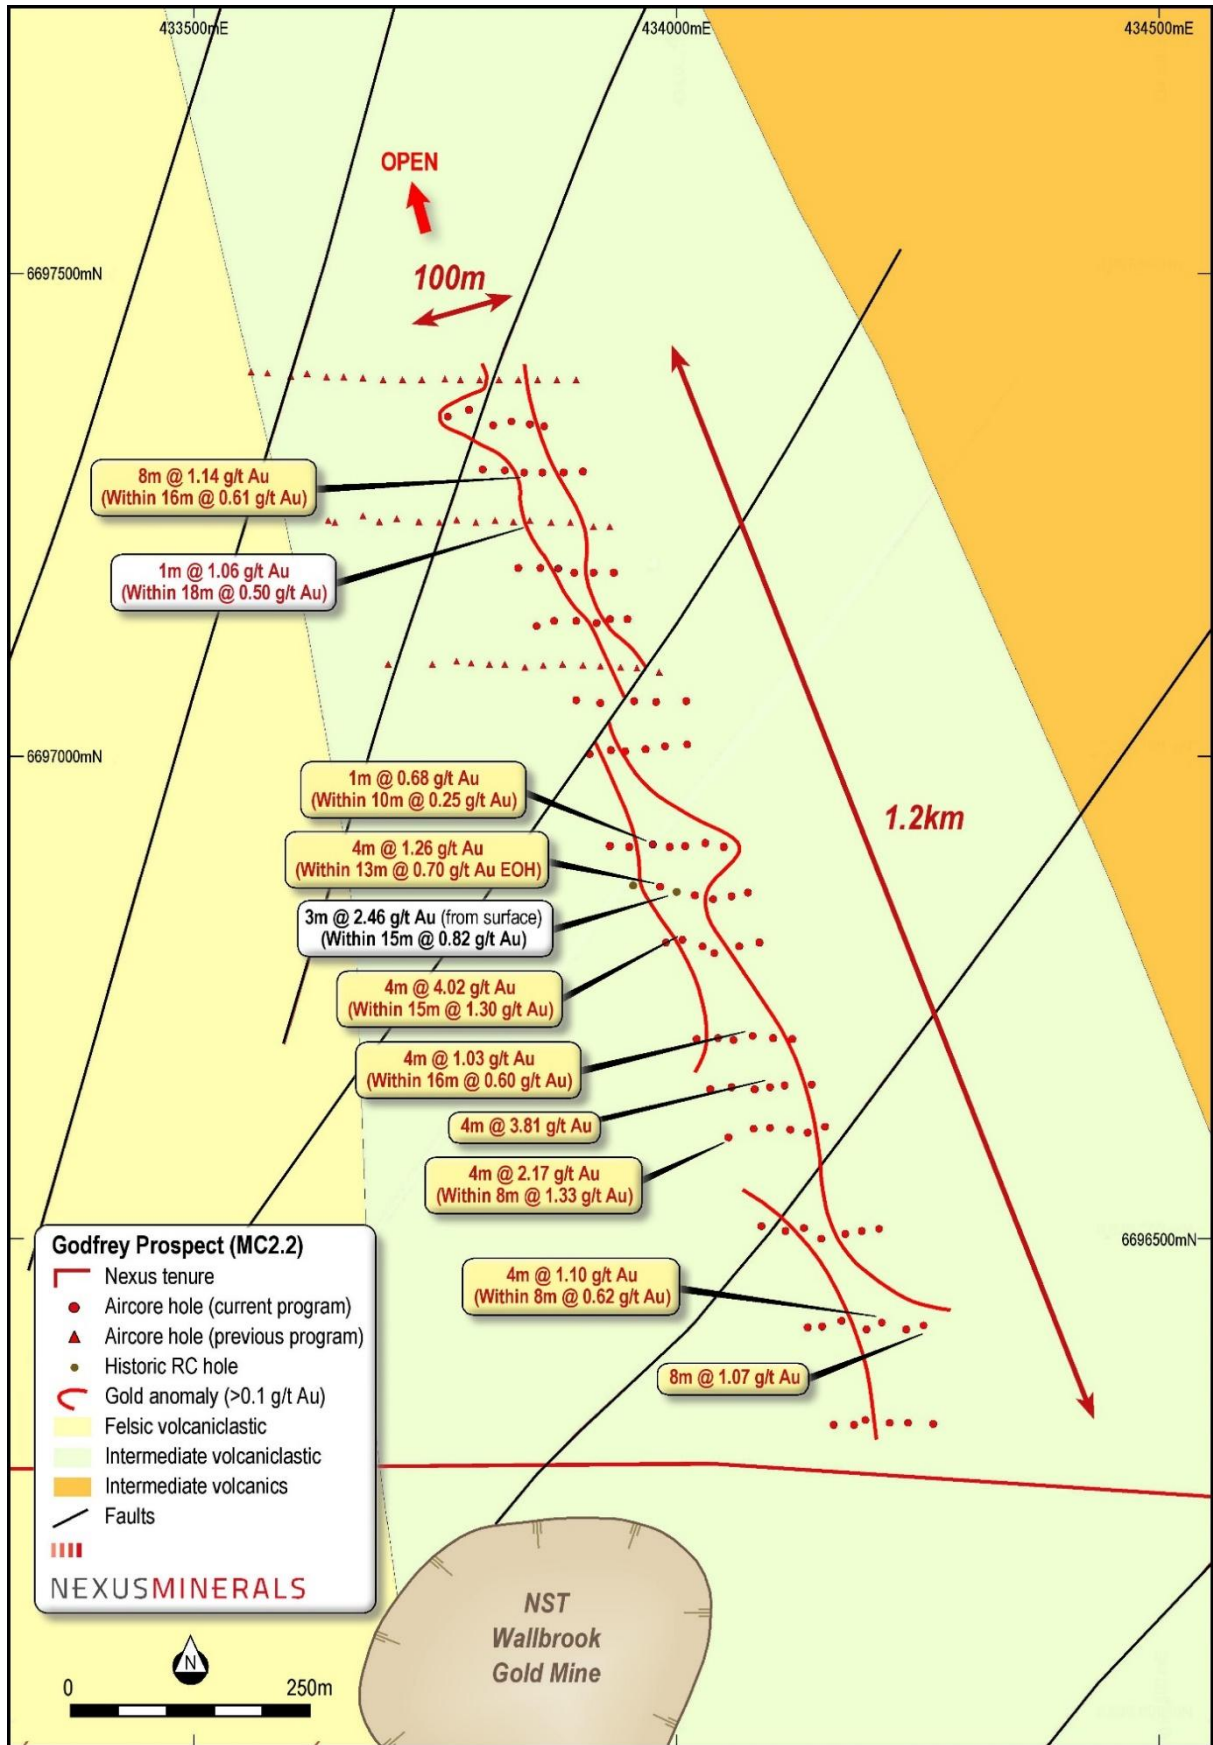 433500mE
434000mE
434500mE
OPEN
6697500mN
100m
8m @ 1.14 g/t Au
(Within 16m @ 0.61 g/t Au)
1m @ 1.06 g/t Au
(Within 18m @ 0.50 g/t Au)
6697000mN
1m @ 0.68 g/t Au
(Within 10m @ 0.25 g/t Au)
1.2km
4m @ 1.26 g/t Au
(Within 13m @ 0.70 g/t Au EOH)
3m @ 2.46 g/t Au (from surface)
(Within 15m @ 0.82 g/t Au)
4m @ 4.02 g/t Au
(Within 15m @ 1.30 g/t Au)
4m @ 1.03 g/t Au
(Within 16m @ 0.60 g/t Au)
4m @ 3.81 g/t Au
4m @ 2.17 g/t Au
(Within 8m @ 1.33 g/t Au)
6696500mN
4m @ 1.10 g/t Au
(Within 8m @ 0.62 g/t Au)
8m @ 1.07 g/t Au
Godfrey Prospect (MC2.2)
Nexus tenure
Aircore hole (current program)
Aircore hole (previous program)
Historic RC hole
Gold anomaly (>0.1 g/t Au)
Felsic volcaniclastic
Intermediate volcaniclastic
Intermediate volcanics
Faults
NEXUSMINERALS
NST
Wallbrook
Gold Mine
N
0 250m